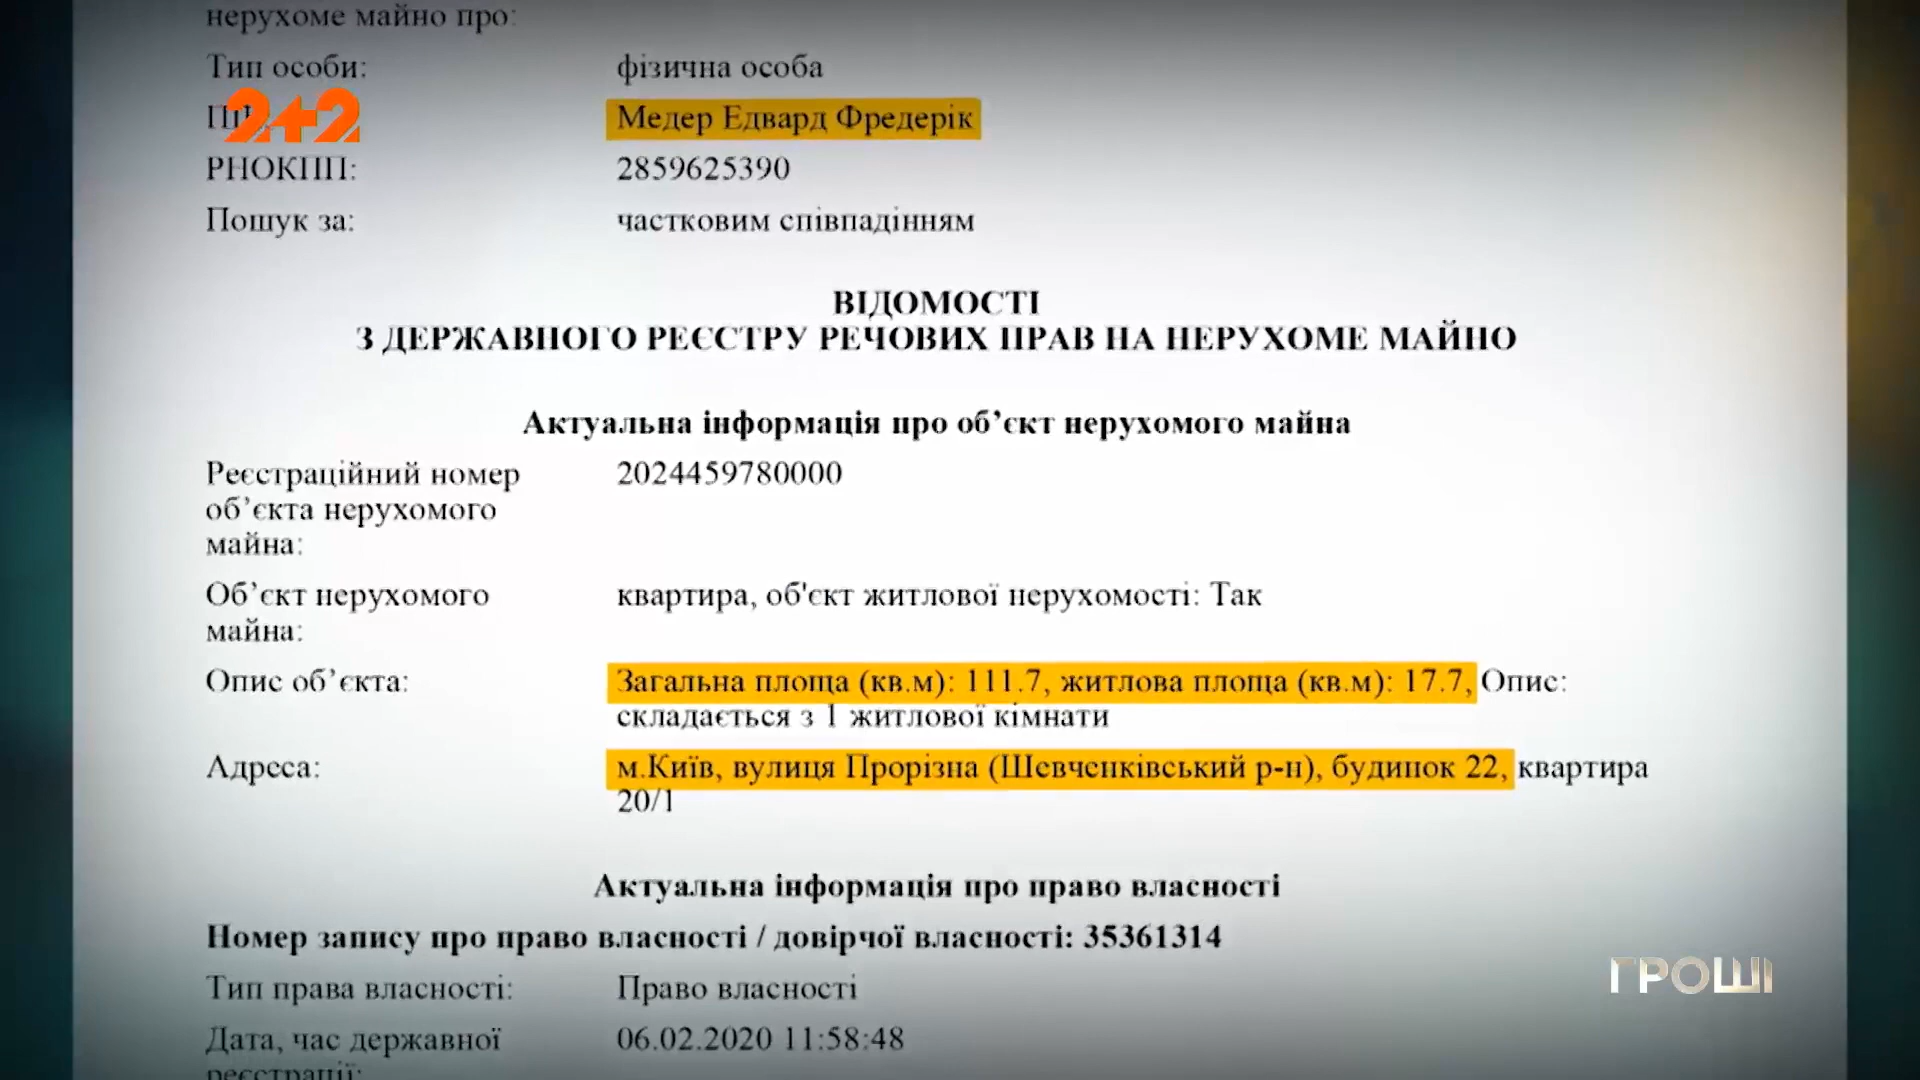 нерухоме майно про:
Тип особи: фізична особа
2+2
Медер Едвард Фредерік
РНОКПП: 2859625390
Пошук за: частковим співпадінням
ВІДОМОСТІ
З ДЕРЖАВНОГО РЕЄСТРУ РЕЧОВИХ ПРАВ НА НЕРУХОМЕ МАЙНО
Актуальна інформація про об’єкт нерухомого майна
Реєстраційний номер 2024459780000
об’єкта нерухомого
майна:
Об’єкт нерухомого квартира, об'єкт житлової нерухомості: Так
майна:
Опис об’єкта: Загальна площа (кв.м): 111.7, житлова площа (кв.м): 17.7, Опис:
складається з 1 житлової кімнати
Адреса: м.Київ, вулиця Прорізна (Шевченківський р-н), будинок 22, квартира
20/1
Актуальна інформація про право власності
Номер запису про право власності / довірчої власності: 35361314
ГРОШІ
Тип права власності: Право власності
Дата, час державної 06.02.2020 11:58:48
реєстрації: